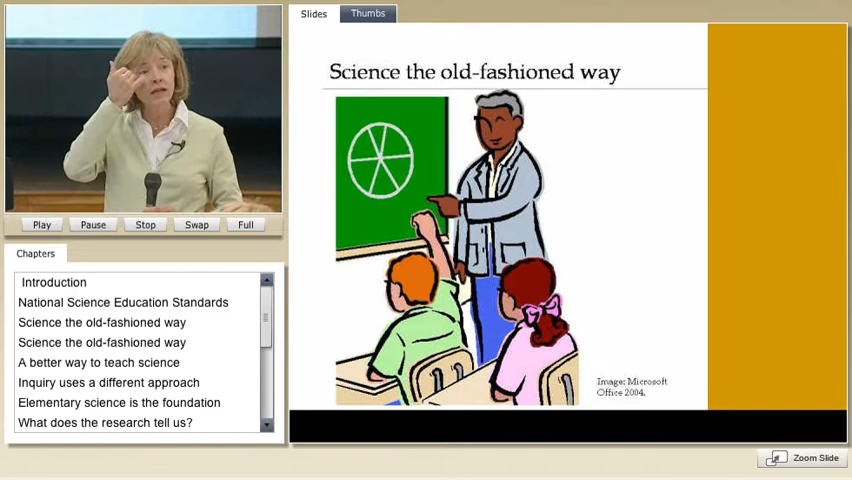 Slides
Thumbs
Science the old-fashioned way
Image: Microsoft
Office 2004.
Play
Pause
Stop
Swap
Full
Chapters
Introduction
National Science Education Standards
Science the old-fashioned way
Science the old-fashioned way
A better way to teach science
Inquiry uses a different approach
Elementary science is the foundation
What does the research tell us?
Zoom Slide